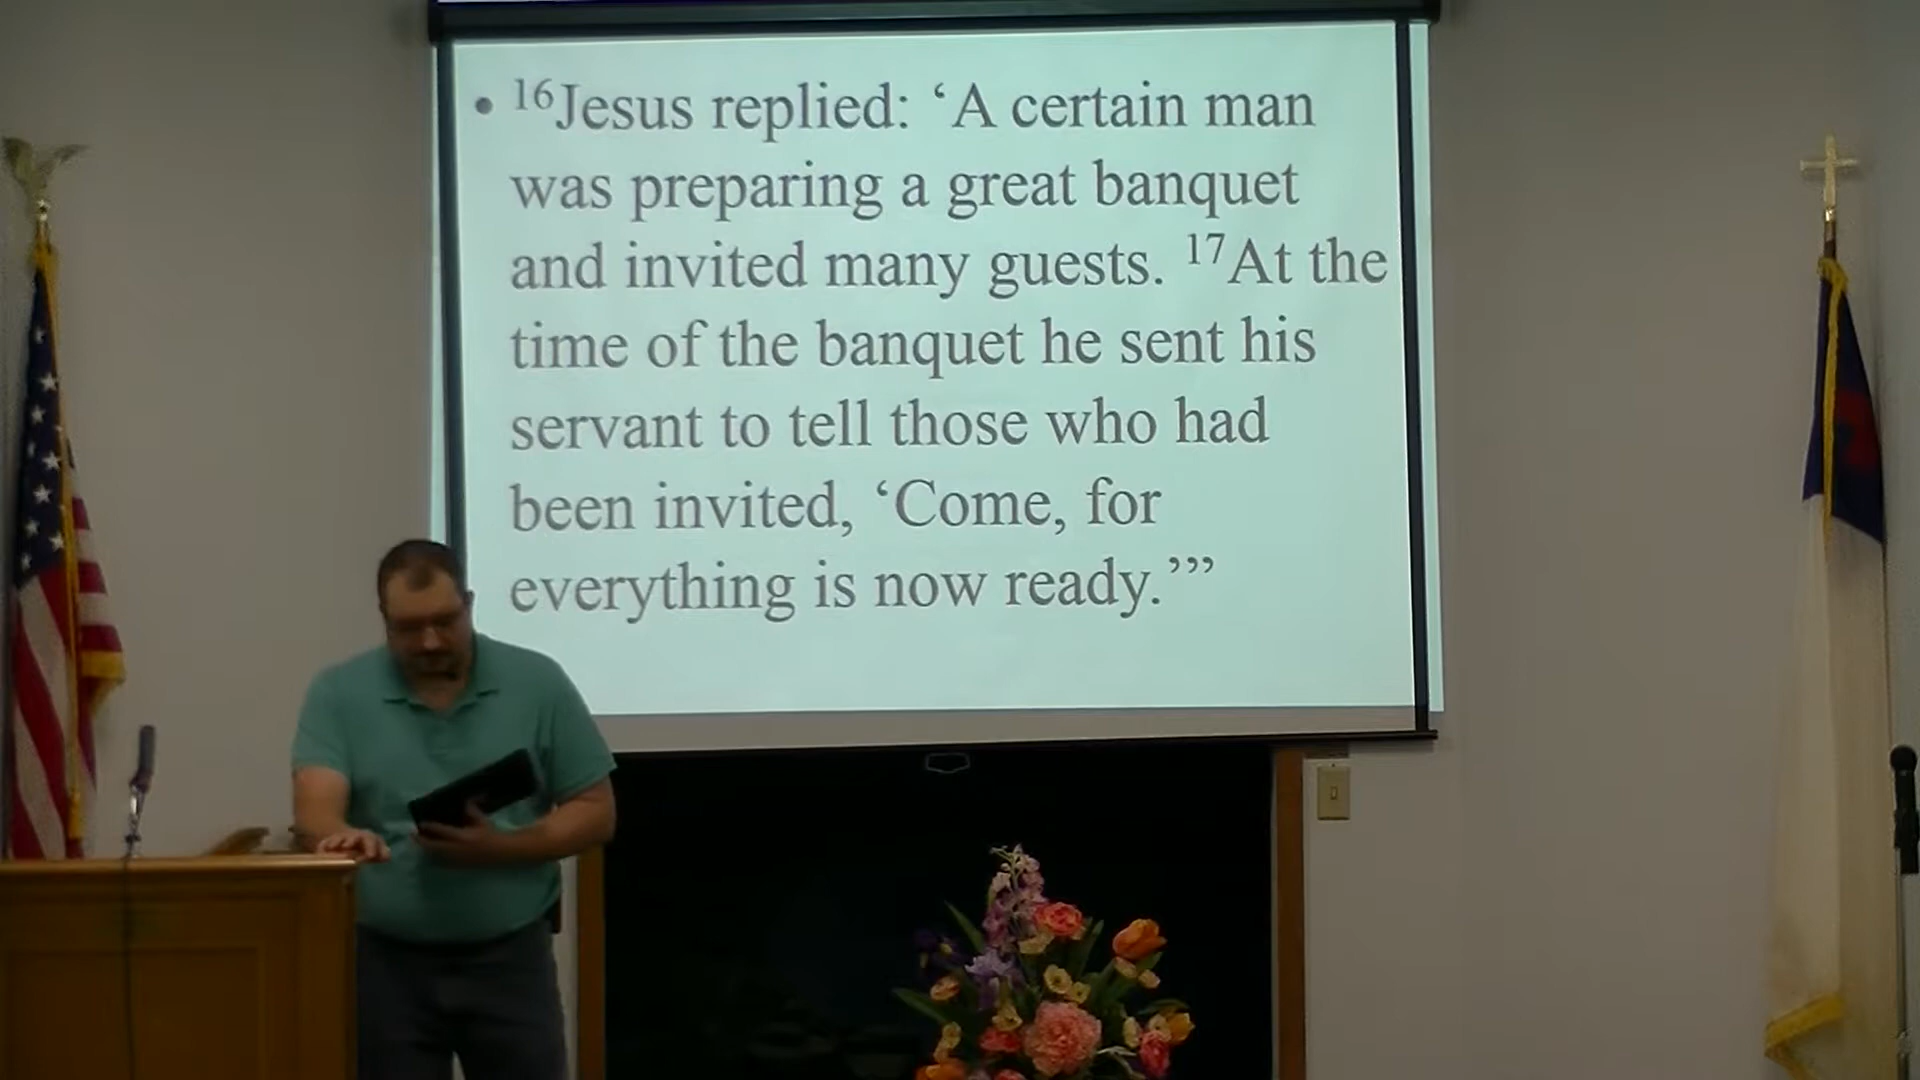 • ¹⁶Jesus replied: ‘A certain man
was preparing a great banquet
and invited many guests. ¹⁷At the
time of the banquet he sent his
servant to tell those who had
been invited, ‘Come, for
everything is now ready.’”’